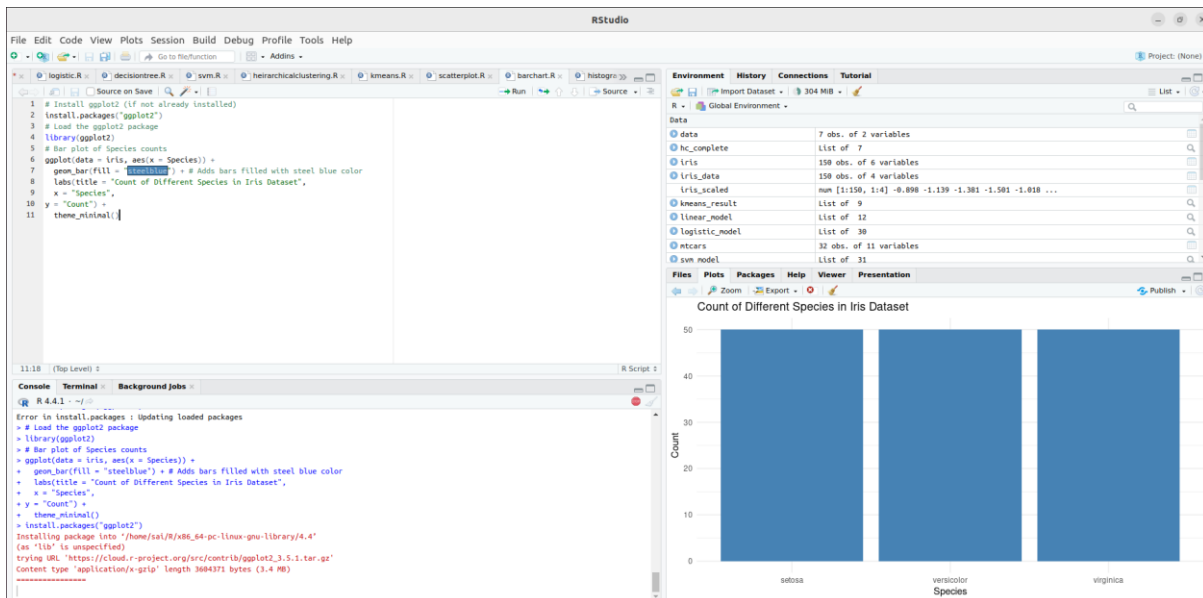 RStudio
File Edit Code View Plots Session Build Debug Profile Tools Help
Go to file/function Addins Project: (None)
logistic.R decisiontree.R svm.R heirarchicalclustering.R kmeans.R scatterplot.R barchart.R histogra
Source on Save Run Source
1 # Install ggplot2 (if not already installed)
2 install.packages("ggplot2")
3 # Load the ggplot2 package
4 library(ggplot2)
5 # Bar plot of Species counts
6 ggplot(data = iris, aes(x = Species)) +
7 geom_bar(fill = "steelblue") + # Adds bars filled with steel blue color
8 labs(title = "Count of Different Species in Iris Dataset",
9 x = "Species",
10 y = "Count") +
11 theme_minimal()
11:18 (Top Level) R Script
Console Terminal Background Jobs
R 4.4.1 · ~/
Error in install.packages : Updating loaded packages
> # Load the ggplot2 package
> library(ggplot2)
> # Bar plot of Species counts
> ggplot(data = iris, aes(x = Species)) +
+ geom_bar(fill = "steelblue") + # Adds bars filled with steel blue color
+ labs(title = "Count of Different Species in Iris Dataset",
+ x = "Species",
+ y = "Count") +
+ theme_minimal()
> install.packages("ggplot2")
Installing package into ‘/home/sai/R/x86_64-pc-linux-gnu-library/4.4’
(as ‘lib’ is unspecified)
trying URL 'https://cloud.r-project.org/src/contrib/ggplot2_3.5.1.tar.gz'
Content type 'application/x-gzip' length 3604371 bytes (3.4 MB)
================
Environment History Connections Tutorial
Import Dataset 304 MiB List
R Global Environment
Data
data 7 obs. of 2 variables
hc_complete List of 7
iris 150 obs. of 6 variables
iris_data 150 obs. of 4 variables
iris_scaled num [1:150, 1:4] -0.898 -1.139 -1.381 -1.501 -1.018 ...
kmeans_result List of 9
linear_model List of 12
logistic_model List of 30
mtcars 32 obs. of 11 variables
svm_model List of 31
Files Plots Packages Help Viewer Presentation
Zoom Export Publish
Count of Different Species in Iris Dataset
50
40
30
20
10
0
Count
setosa versicolor virginica
Species